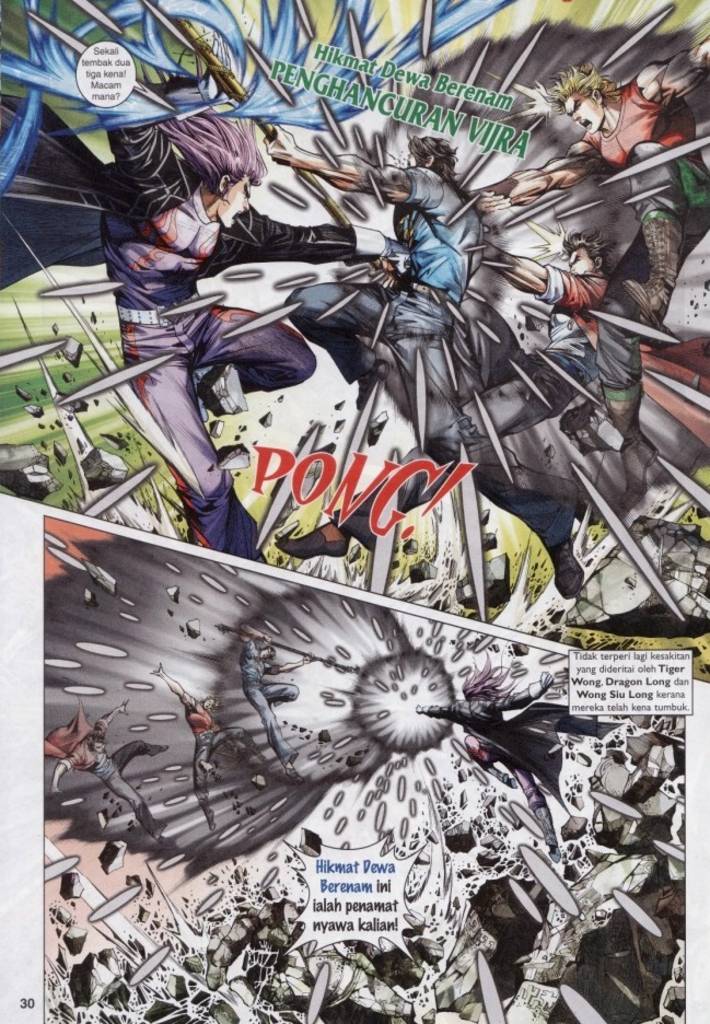 Sekali
tembak dua
tiga kena!
Macam
mana?
Hikmat Dewa Berenam
PENGHANCURAN VIJRA
PONG!
Tidak terperi lagi kesakitan
yang dideritai oleh Tiger
Wong, Dragon Long dan
Wong Siu Long kerana
mereka telah kena tumbuk.
Hikmat Dewa
Berenam ini
ialah penamat
nyawa kalian!
30